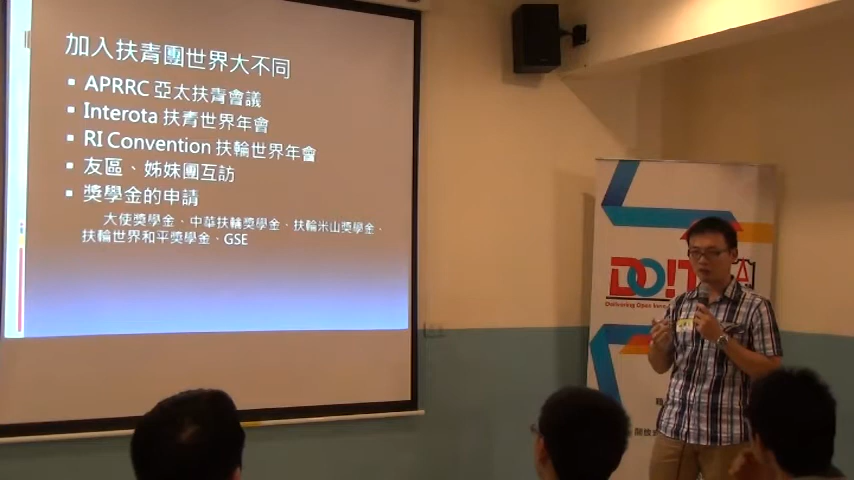 加入扶青團世界大不同
▪ APRRC 亞太扶青會議
▪ Interota 扶青世界年會
▪ RI Convention 扶輪世界年會
▪ 友區、姊妹團互訪
▪ 獎學金的申請
大使獎學金、中華扶輪獎學金、扶輪米山獎學金、
扶輪世界和平獎學金、GSE
DO!T
Delivering Open